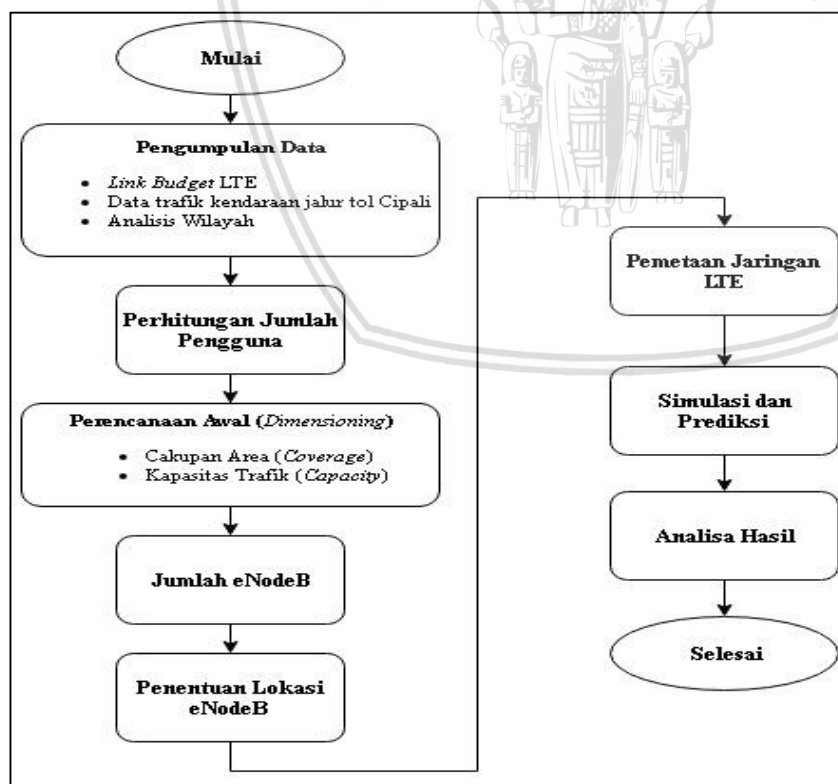 Mulai
Pengumpulan Data
• Link Budget LTE
• Data trafik kendaraan jalur tol Cipali
• Analisis Wilayah
Perhitungan Jumlah
Pengguna
Perencanaan Awal (Dimensioning)
• Cakupan Area (Coverage)
• Kapasitas Trafik (Capacity)
Jumlah eNodeB
Penentuan Lokasi
eNodeB
Pemetaan Jaringan
LTE
Simulasi dan
Prediksi
Analisa Hasil
Selesai